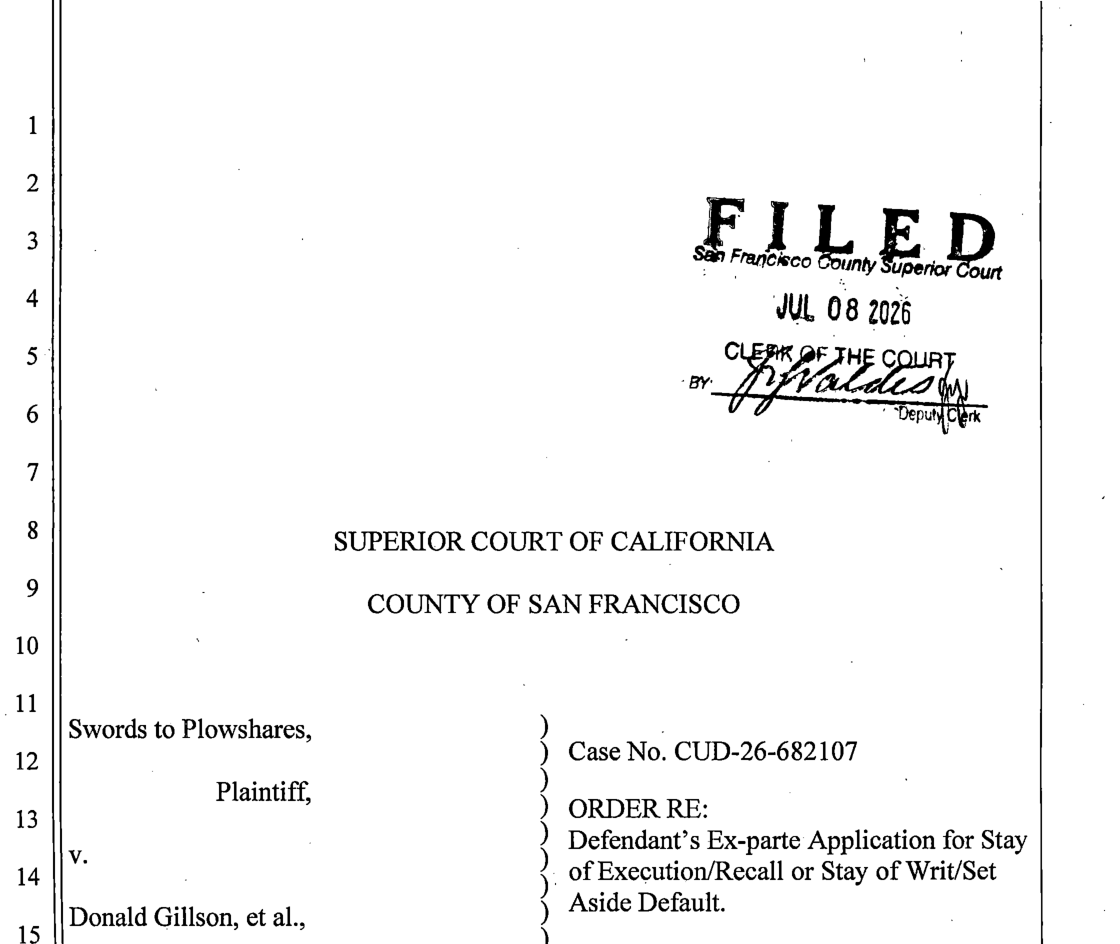 1
2
3
4
5
6
7
8
9
10
11
12
13
14
15
FILED
San Francisco County Superior Court
JUL 08 2026
CLERK OF THE COURT
BY:
Deputy Clerk
SUPERIOR COURT OF CALIFORNIA
COUNTY OF SAN FRANCISCO
Swords to Plowshares,
Plaintiff,
v.
Donald Gillson, et al.,
)
)
)
)
)
)
)
)
)
Case No. CUD-26-682107
ORDER RE:
Defendant's Ex-parte Application for Stay
of Execution/Recall or Stay of Writ/Set
Aside Default.